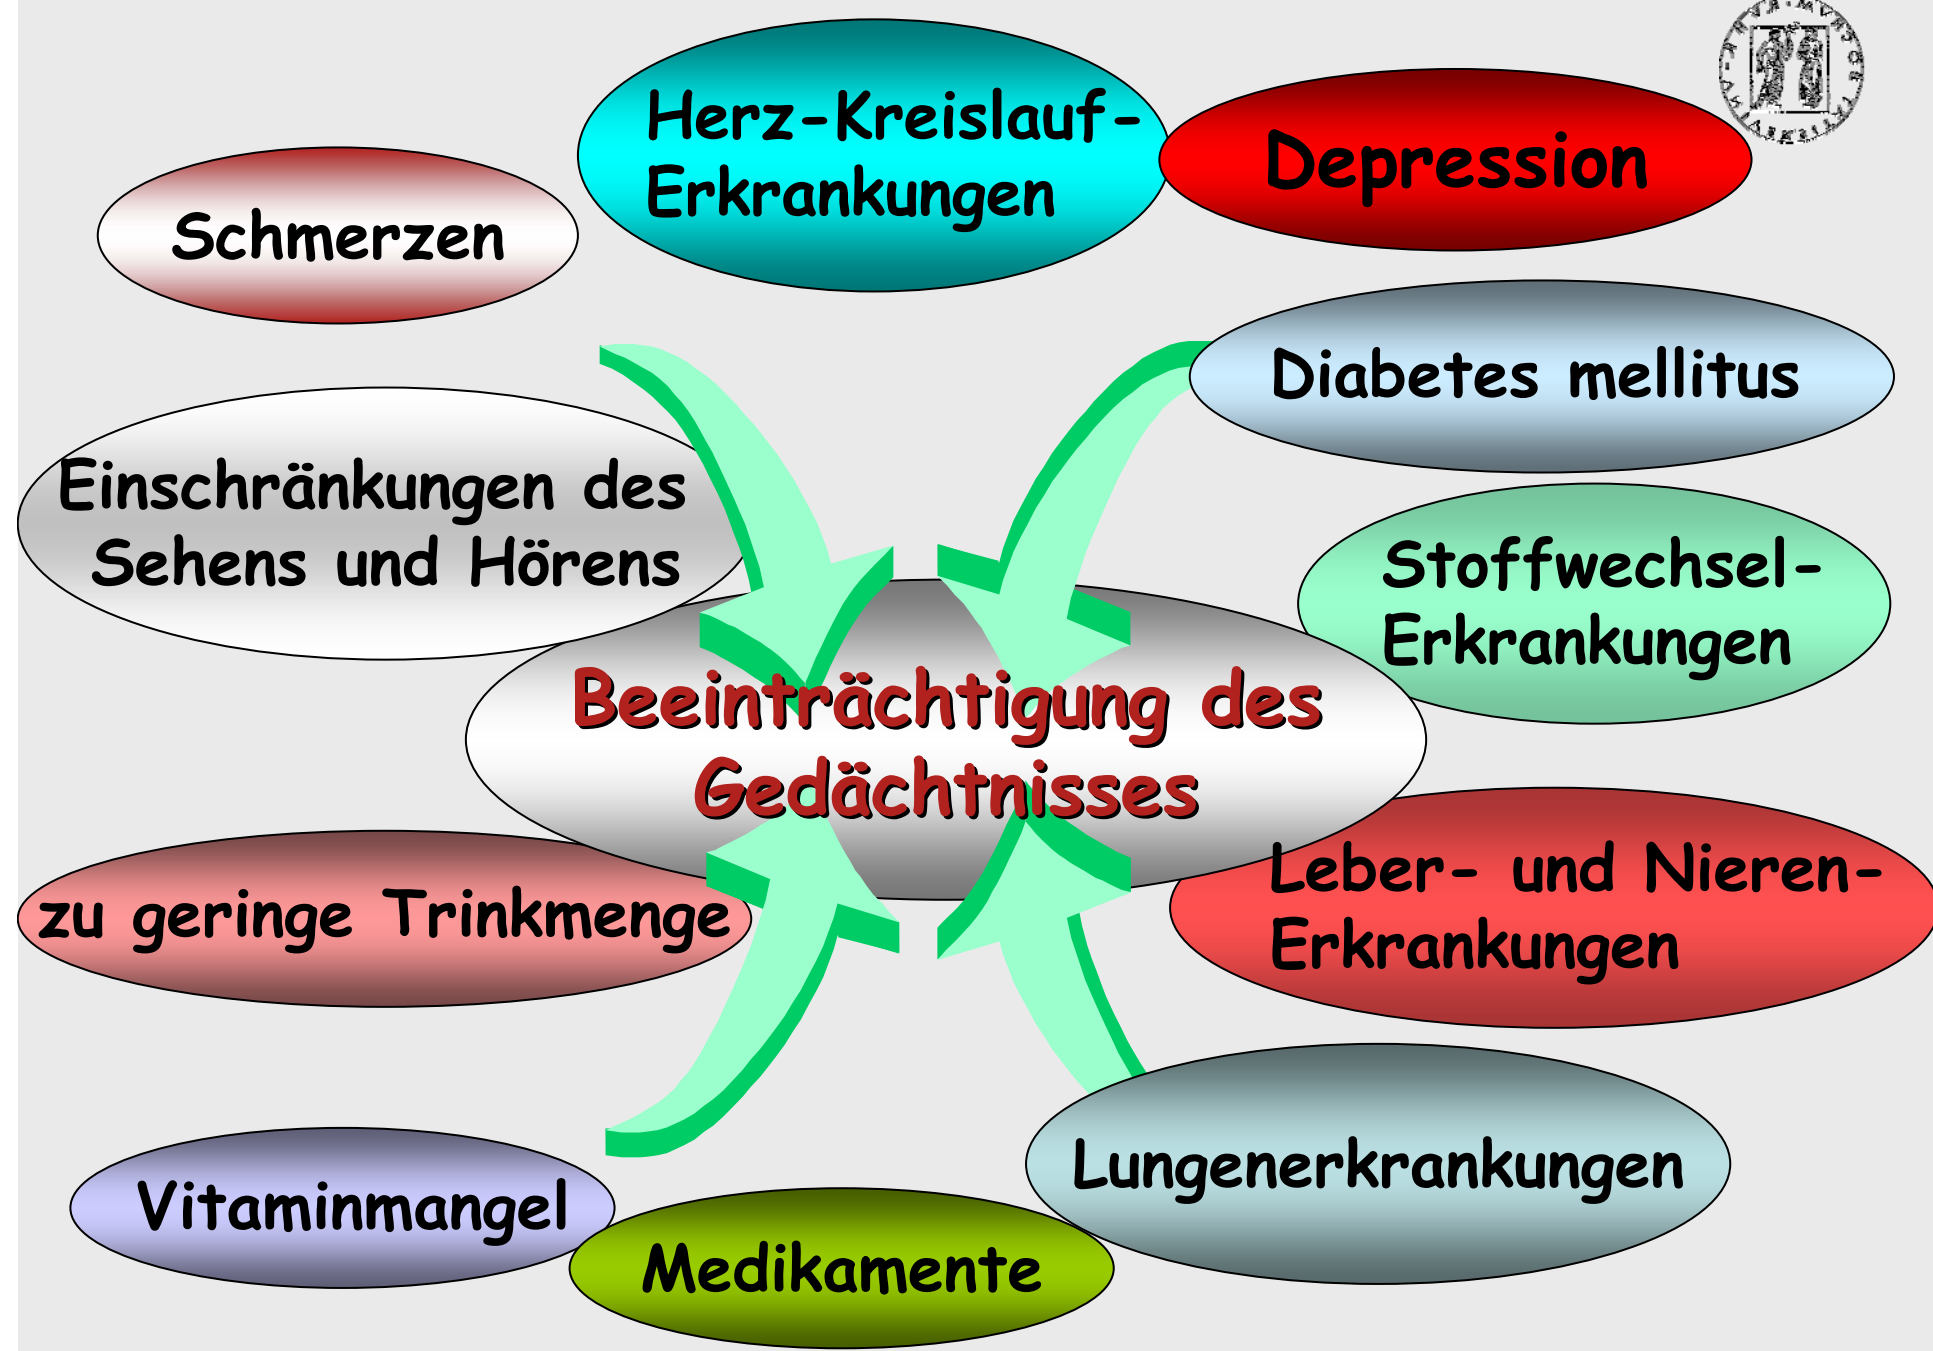 Herz-Kreislauf-
Erkrankungen
Depression
Schmerzen
Diabetes mellitus
Einschränkungen des
Sehens und Hörens
Stoffwechsel-
Erkrankungen
Beeinträchtigung des
Gedächtnisses
Leber- und Nieren-
Erkrankungen
zu geringe Trinkmenge
Lungenerkrankungen
Vitaminmangel
Medikamente